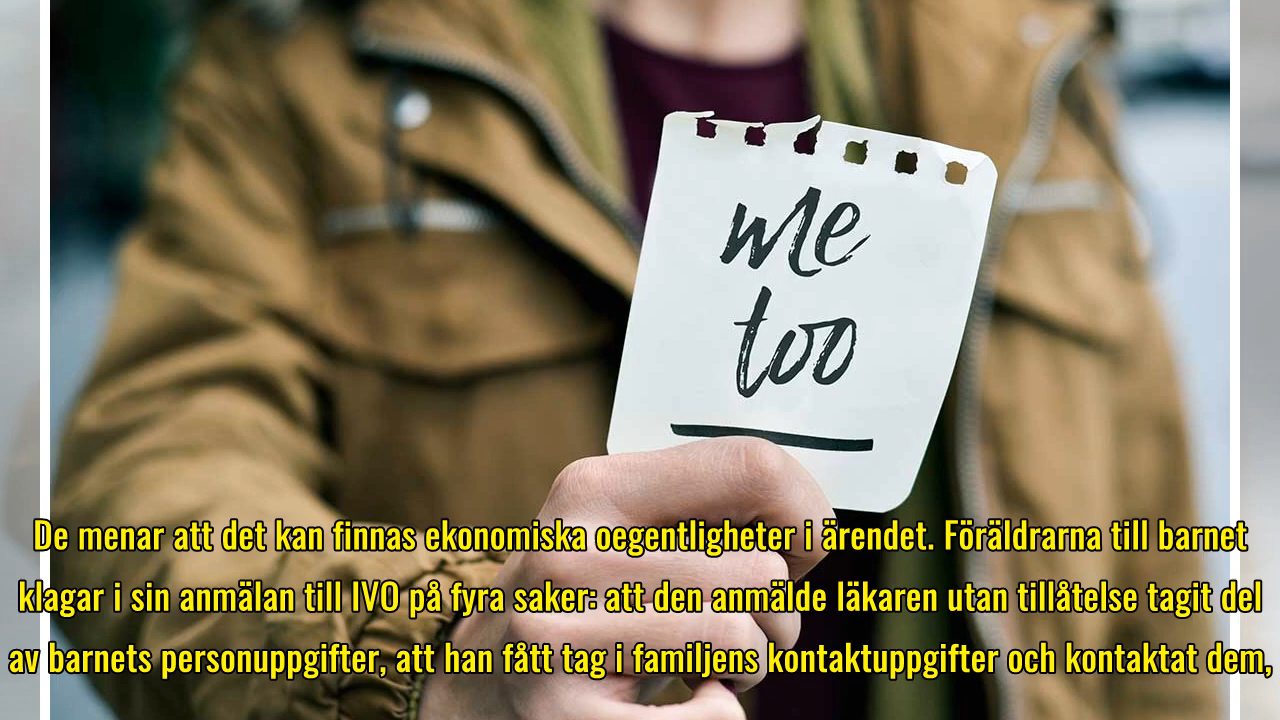 me
too
De menar att det kan finnas ekonomiska oegentligheter i ärendet. Föräldrarna till barnet
klagar i sin anmälan till IVO på fyra saker: att den anmälde läkaren utan tillåtelse tagit del
av barnets personuppgifter, att han fått tag i familjens kontaktuppgifter och kontaktat dem,